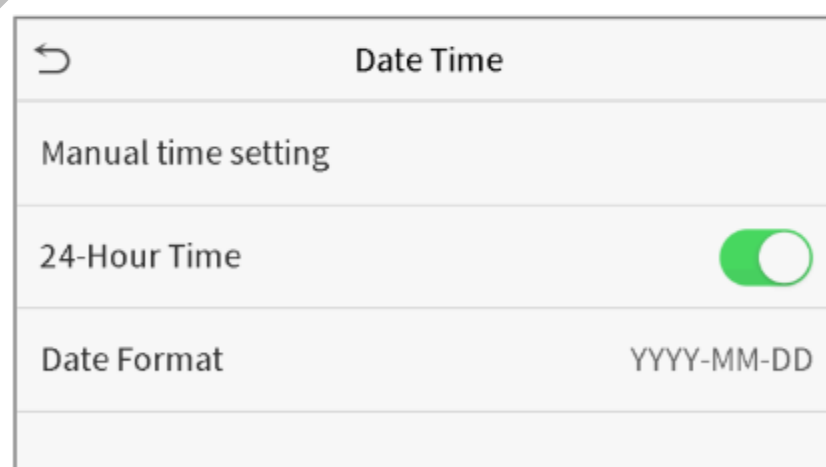 Date Time
Manual time setting
24-Hour Time
Date Format YYYY-MM-DD